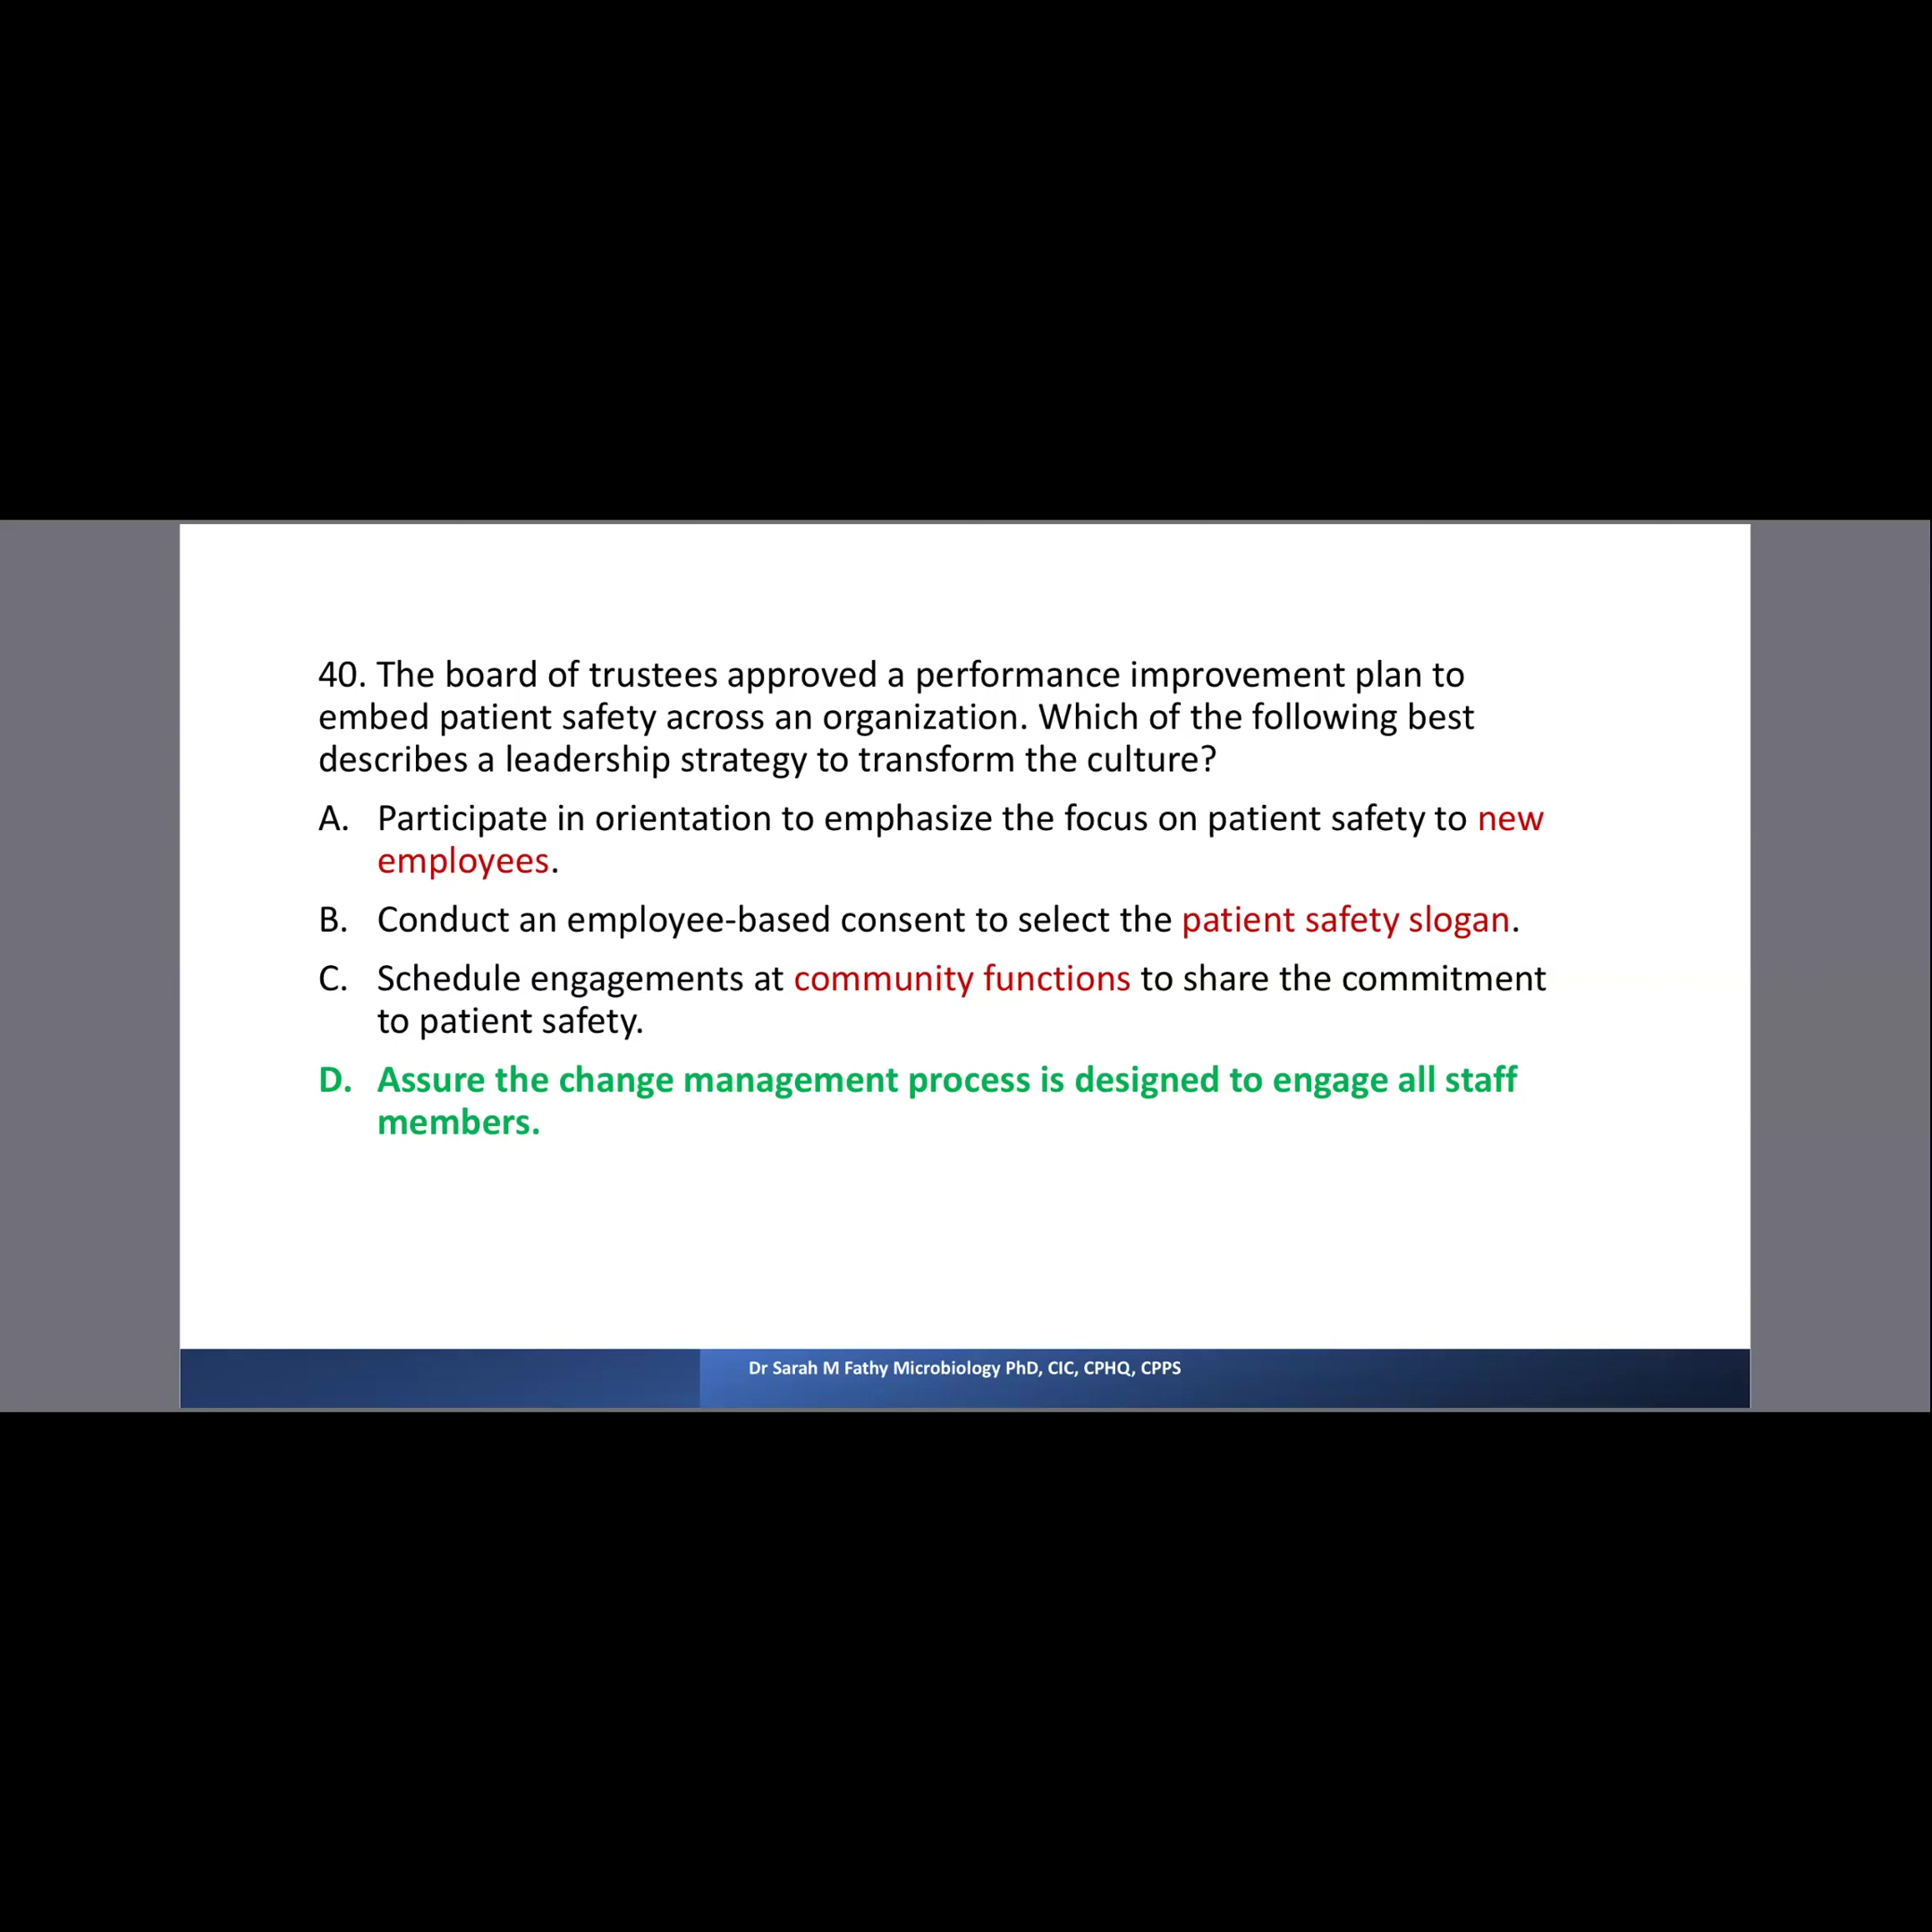 40. The board of trustees approved a performance improvement plan to
embed patient safety across an organization. Which of the following best
describes a leadership strategy to transform the culture?
A. Participate in orientation to emphasize the focus on patient safety to new
employees.
B. Conduct an employee-based consent to select the patient safety slogan.
C. Schedule engagements at community functions to share the commitment
to patient safety.
D. Assure the change management process is designed to engage all staff
members.
Dr Sarah M Fathy Microbiology PhD, CIC, CPHQ, CPPS